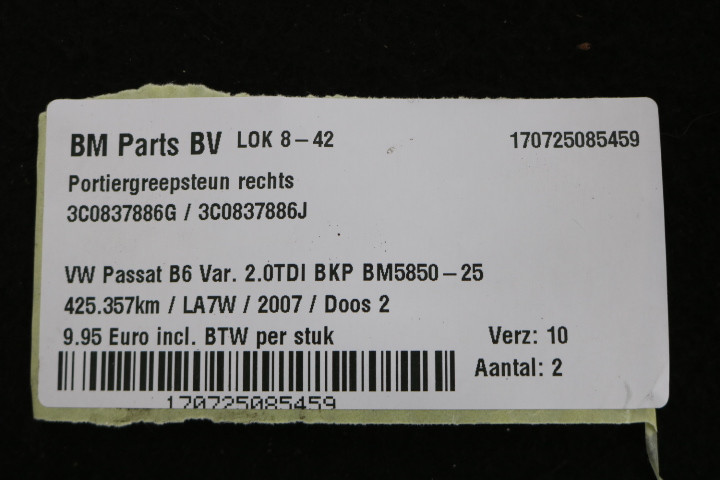 BM Parts BV LOK 8-42 170725085459
Portiergreepsteun rechts
3C0837886G / 3C0837886J
VW Passat B6 Var. 2.0TDI BKP BM5850-25
425.357km / LA7W / 2007 / Doos 2
9.95 Euro incl. BTW per stuk Verz: 10
Aantal: 2
170725085459